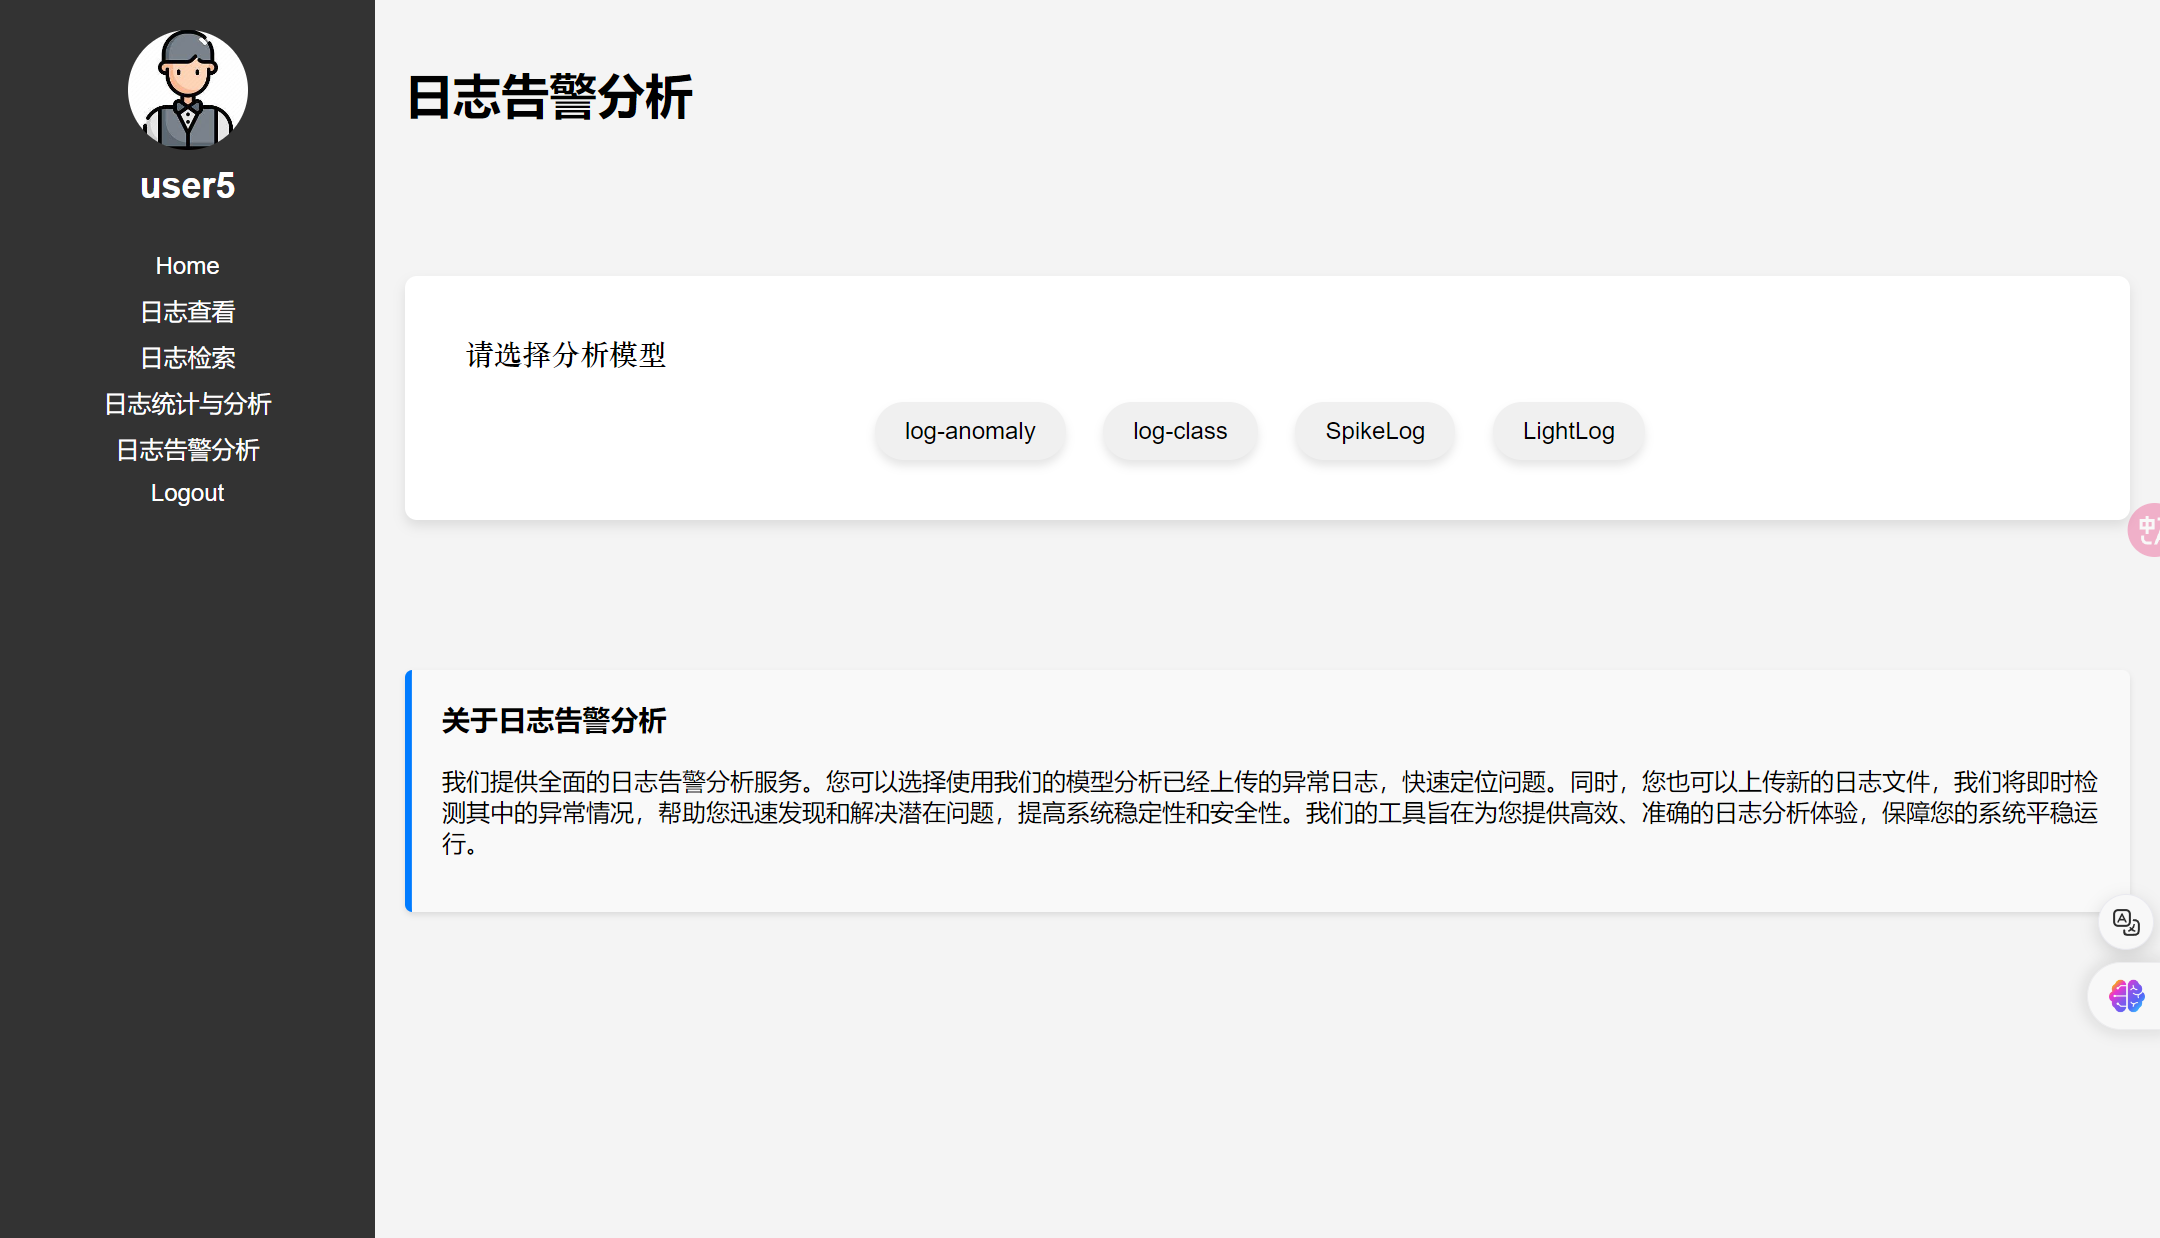 user5
Home
日志查看
日志检索
日志统计与分析
日志告警分析
Logout
日志告警分析
请选择分析模型
log-anomaly
log-class
SpikeLog
LightLog
关于日志告警分析
我们提供全面的日志告警分析服务。您可以选择使用我们的模型分析已经上传的异常日志，快速定位问题。同时，您也可以上传新的日志文件，我们将即时检
测其中的异常情况，帮助您迅速发现和解决潜在问题，提高系统稳定性和安全性。我们的工具旨在为您提供高效、准确的日志分析体验，保障您的系统平稳运
行。